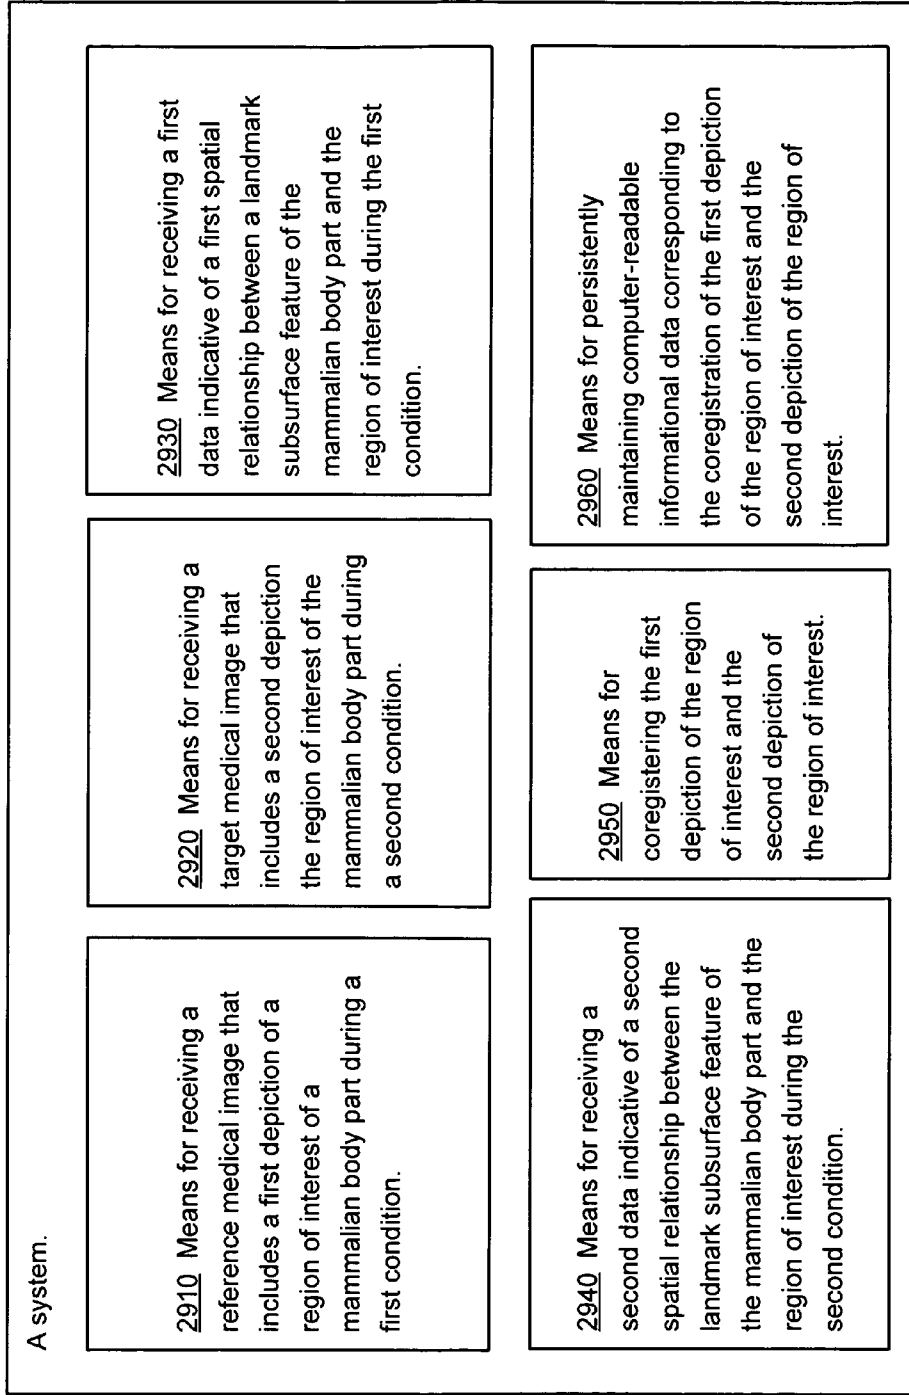 A system.
2910 Means for receiving a
reference medical image that
includes a first depiction of a
region of interest of a
mammalian body part during a
first condition.
2920 Means for receiving a
target medical image that
includes a second depiction
the region of interest of the
mammalian body part during
a second condition.
2930 Means for receiving a first
data indicative of a first spatial
relationship between a landmark
subsurface feature of the
mammalian body part and the
region of interest during the first
condition.
2940 Means for receiving a
second data indicative of a second
spatial relationship between the
landmark subsurface feature of
the mammalian body part and the
region of interest during the
second condition.
2950 Means for
coregistering the first
depiction of the region
of interest and the
second depiction of
the region of interest.
2960 Means for persistently
maintaining computer-readable
informational data corresponding to
the coregistration of the first depiction
of the region of interest and the
second depiction of the region of
interest.